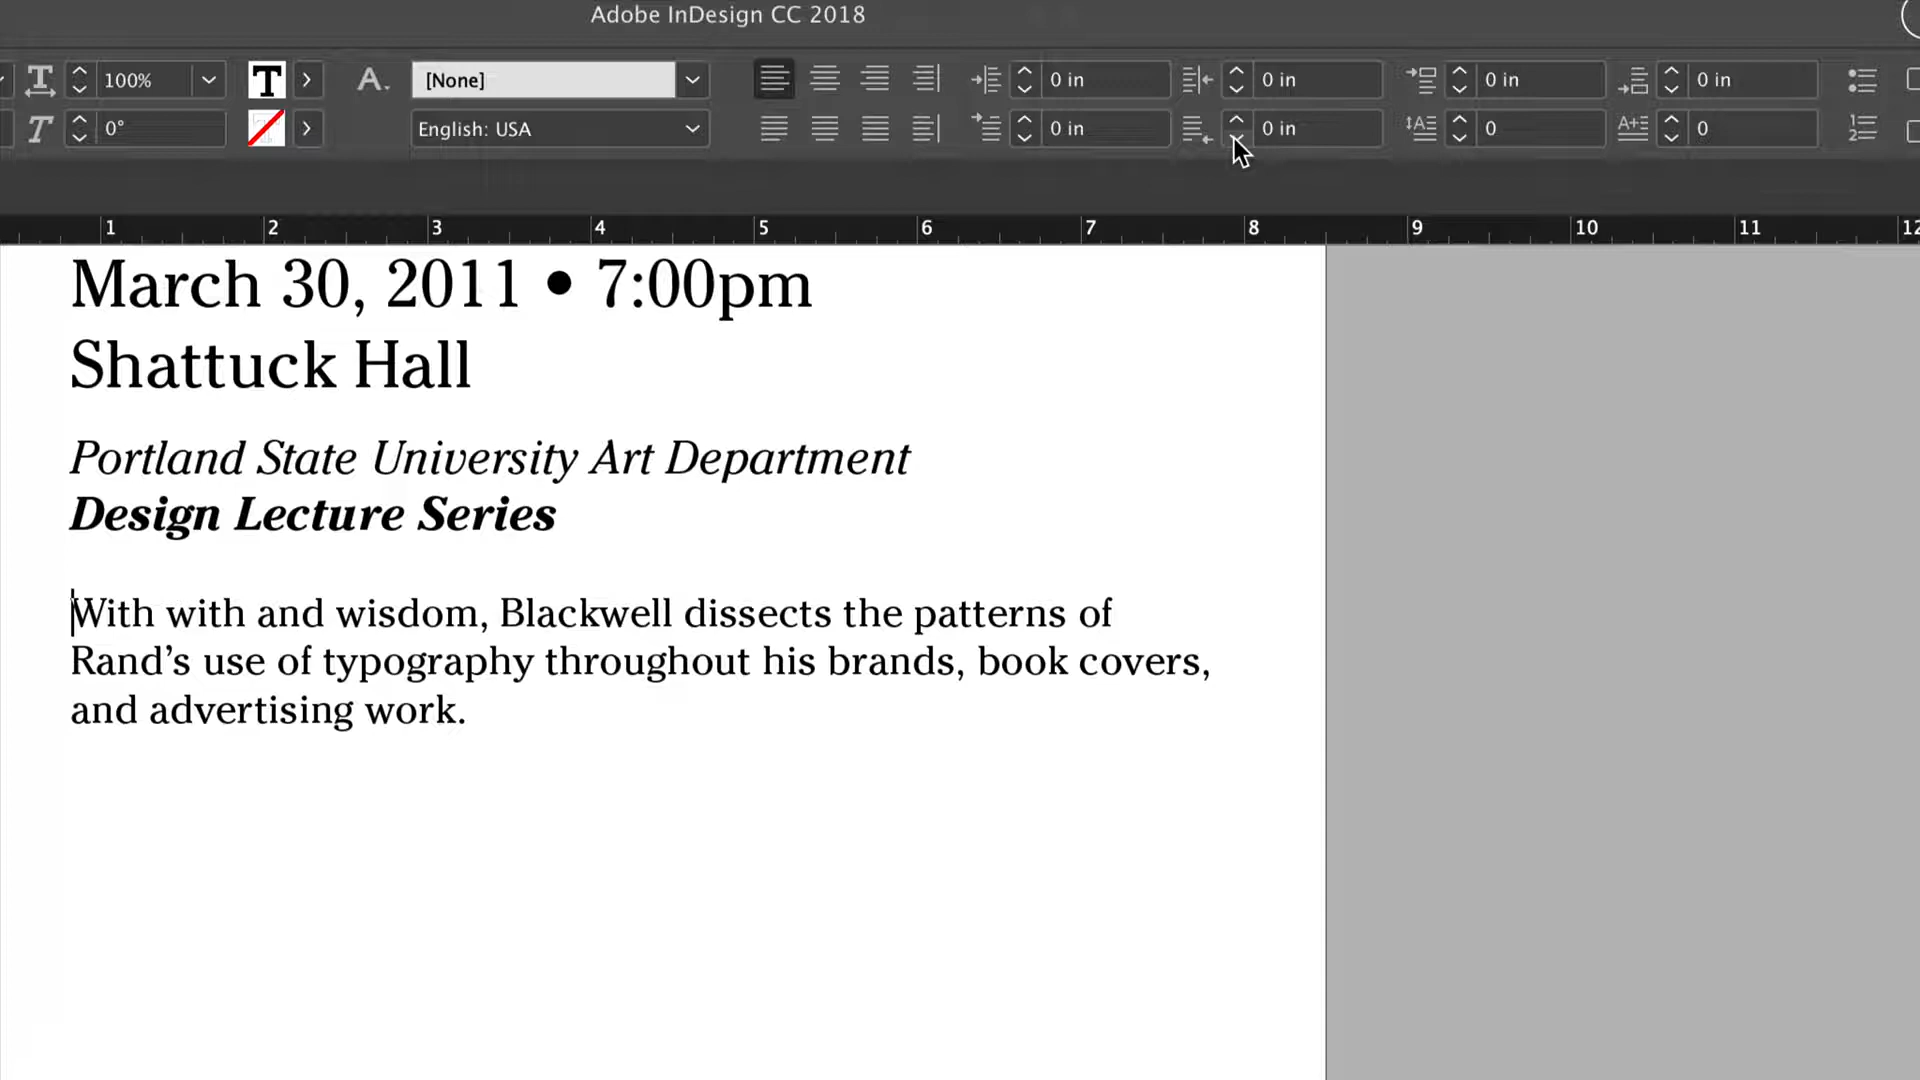 Adobe InDesign CC 2018
100% T A. [None] 0 in 0 in 0 in 0 in
T 0° English: USA 0 in 0 in 0 0
1 2 3 4 5 6 7 8 9 10 11 12
March 30, 2011 • 7:00pm
Shattuck Hall
Portland State University Art Department
Design Lecture Series
With with and wisdom, Blackwell dissects the patterns of
Rand’s use of typography throughout his brands, book covers,
and advertising work.